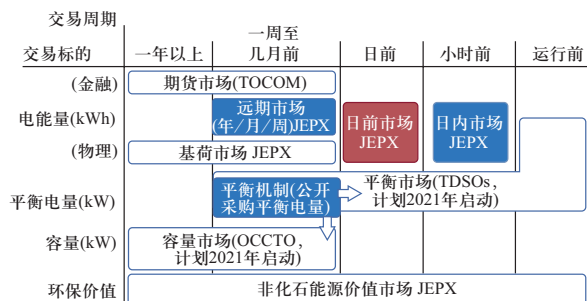 交易周期
交易标的
一年以上
一周至
几月前
日前
小时前
运行前
(金融)
期货市场(TOCOM)
电能量(kWh)
远期市场
(年/月/周)JEPX
日前市场
JEPX
日内市场
JEPX
(物理)
基荷市场 JEPX
平衡电量(kW)
平衡机制(公开
采购平衡电量)
平衡市场(TDSOs,
计划2021年启动)
容量(kW)
容量市场(OCCTO,
计划2021年启动)
环保价值
非化石能源价值市场 JEPX